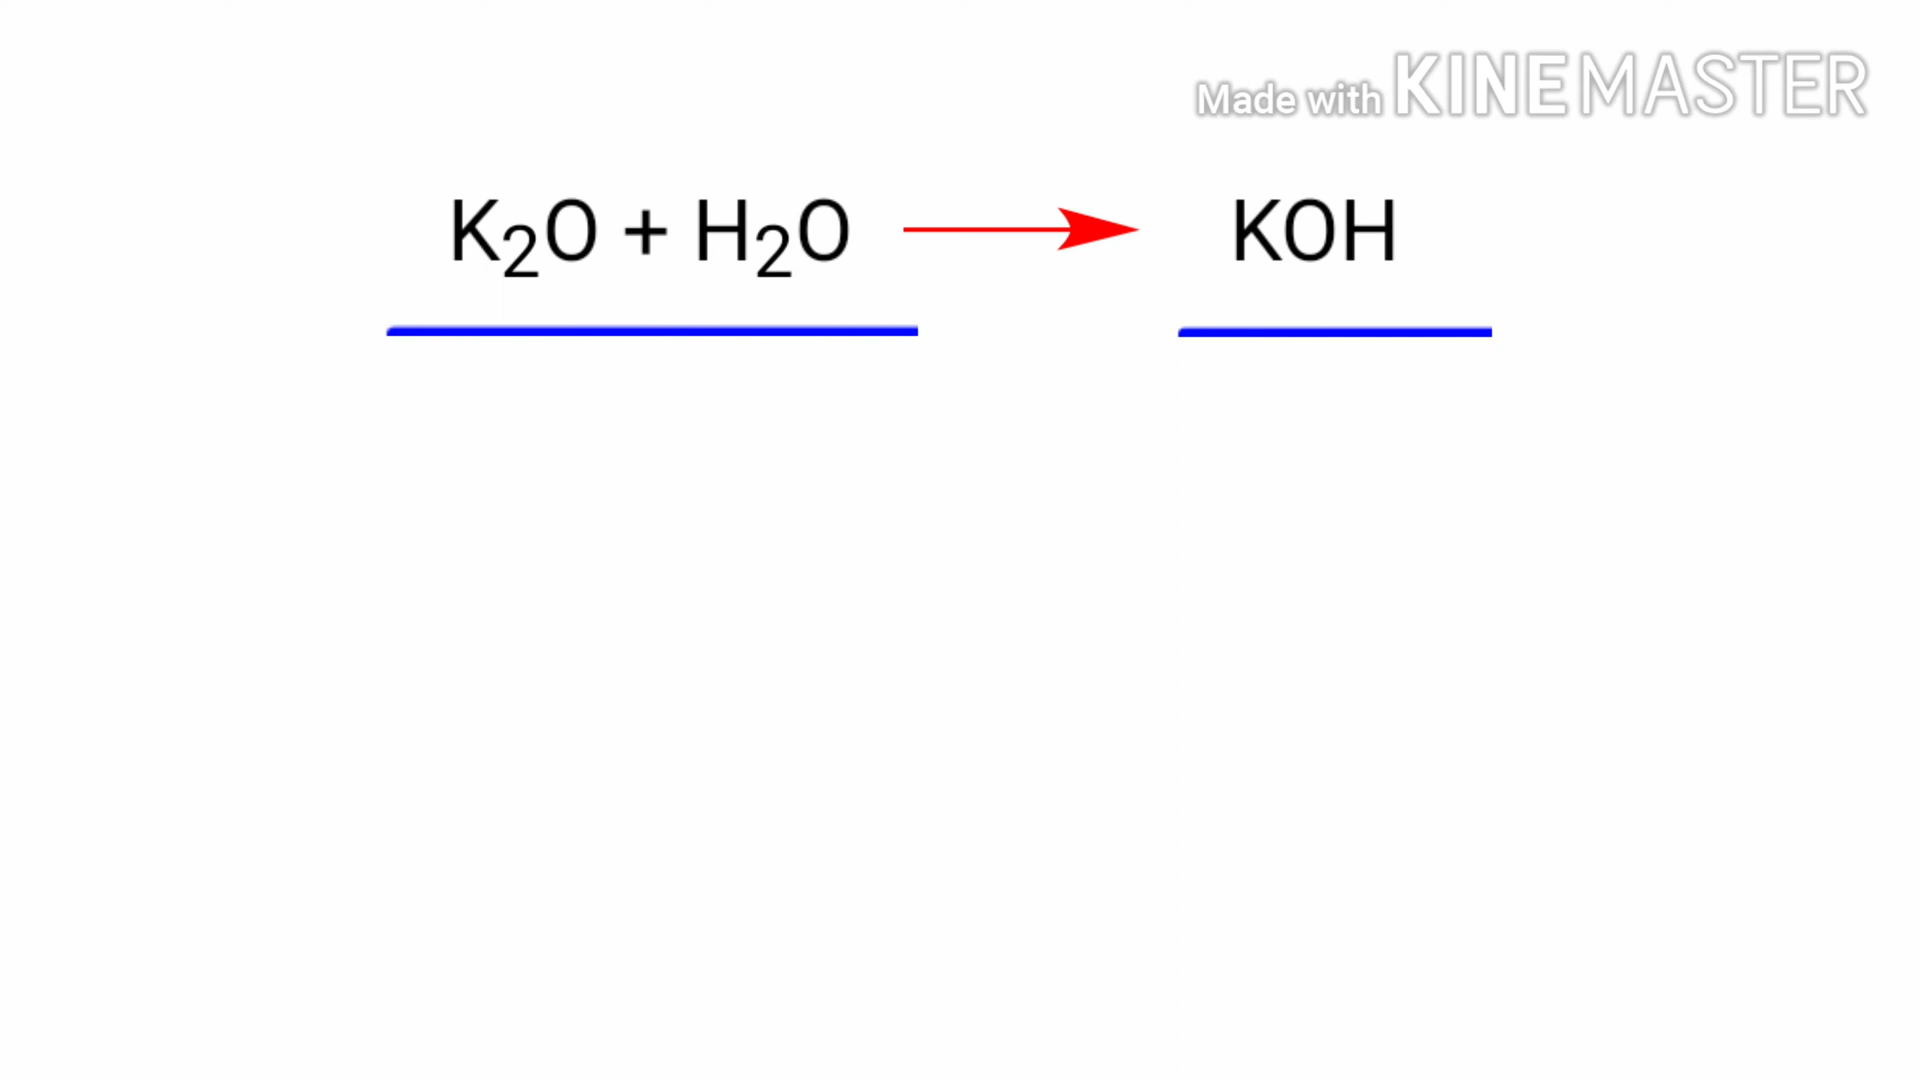 Made with KINEMASTER
K₂O + H₂O → KOH